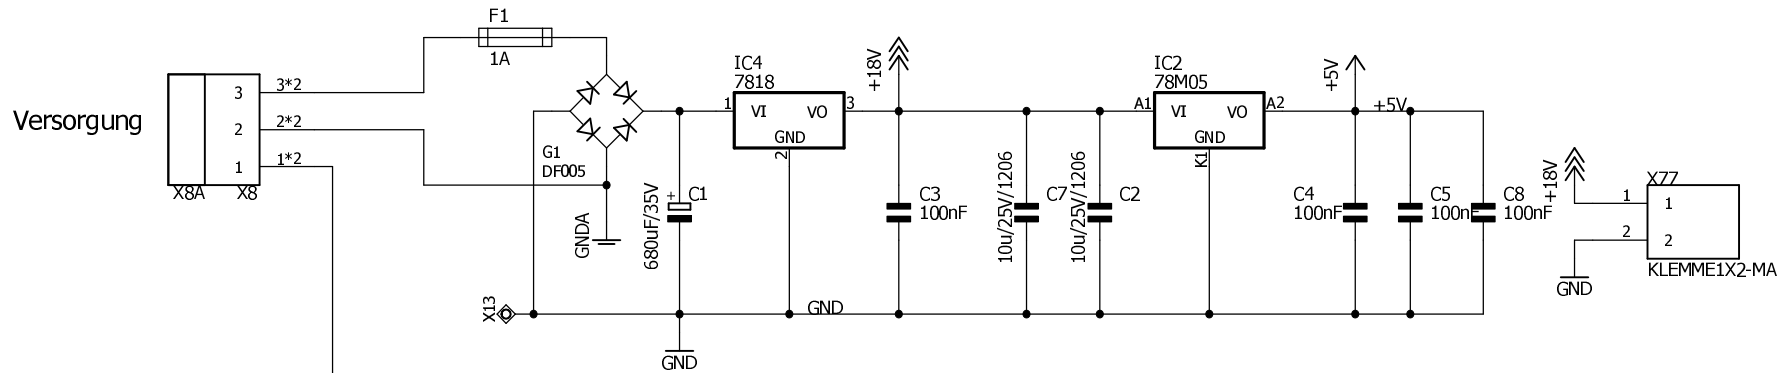 Versorgung
3
2
1
X8A
X8
3*2
2*2
1*2
F1
1A
G1
DF005
GNDA
X13
+
C1
680uF/35V
GND
IC4
7818
1
VI
VO
3
GND
2
GND
+18V
C3
100nF
10u/25V/1206
C7
10u/25V/1206
C2
IC2
78M05
A1
VI
VO
A2
GND
K1
+5V
+5V
C4
100nF
C5
100nF
C8
100nF
+18V
GND
X77
1
1
2
2
KLEMME1X2-MA